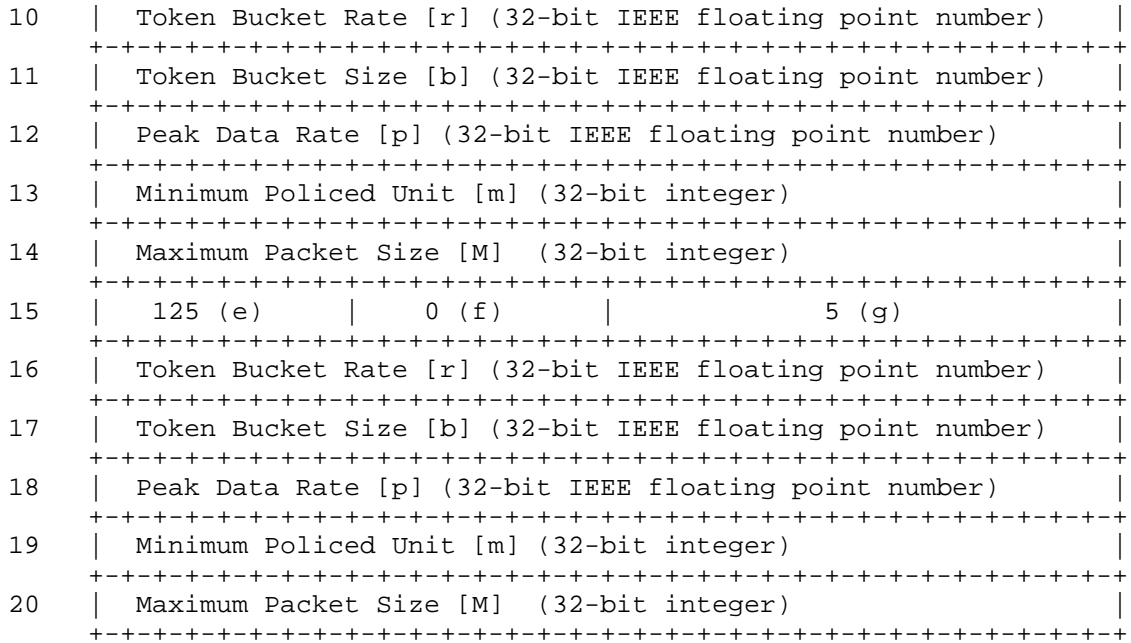 10 | Token Bucket Rate [r] (32-bit IEEE floating point number) |
+-+-+-+-+-+-+-+-+-+-+-+-+-+-+-+-+-+-+-+-+-+-+-+-+-+-+-+-+-+-+-+-+
11 | Token Bucket Size [b] (32-bit IEEE floating point number) |
+-+-+-+-+-+-+-+-+-+-+-+-+-+-+-+-+-+-+-+-+-+-+-+-+-+-+-+-+-+-+-+-+
12 | Peak Data Rate [p] (32-bit IEEE floating point number) |
+-+-+-+-+-+-+-+-+-+-+-+-+-+-+-+-+-+-+-+-+-+-+-+-+-+-+-+-+-+-+-+-+
13 | Minimum Policed Unit [m] (32-bit integer) |
+-+-+-+-+-+-+-+-+-+-+-+-+-+-+-+-+-+-+-+-+-+-+-+-+-+-+-+-+-+-+-+-+
14 | Maximum Packet Size [M]  (32-bit integer) |
+-+-+-+-+-+-+-+-+-+-+-+-+-+-+-+-+-+-+-+-+-+-+-+-+-+-+-+-+-+-+-+-+
15 | 125 (e) | 0 (f) | 5 (g) |
+-+-+-+-+-+-+-+-+-+-+-+-+-+-+-+-+-+-+-+-+-+-+-+-+-+-+-+-+-+-+-+-+
16 | Token Bucket Rate [r] (32-bit IEEE floating point number) |
+-+-+-+-+-+-+-+-+-+-+-+-+-+-+-+-+-+-+-+-+-+-+-+-+-+-+-+-+-+-+-+-+
17 | Token Bucket Size [b] (32-bit IEEE floating point number) |
+-+-+-+-+-+-+-+-+-+-+-+-+-+-+-+-+-+-+-+-+-+-+-+-+-+-+-+-+-+-+-+-+
18 | Peak Data Rate [p] (32-bit IEEE floating point number) |
+-+-+-+-+-+-+-+-+-+-+-+-+-+-+-+-+-+-+-+-+-+-+-+-+-+-+-+-+-+-+-+-+
19 | Minimum Policed Unit [m] (32-bit integer) |
+-+-+-+-+-+-+-+-+-+-+-+-+-+-+-+-+-+-+-+-+-+-+-+-+-+-+-+-+-+-+-+-+
20 | Maximum Packet Size [M]  (32-bit integer) |
+-+-+-+-+-+-+-+-+-+-+-+-+-+-+-+-+-+-+-+-+-+-+-+-+-+-+-+-+-+-+-+-+